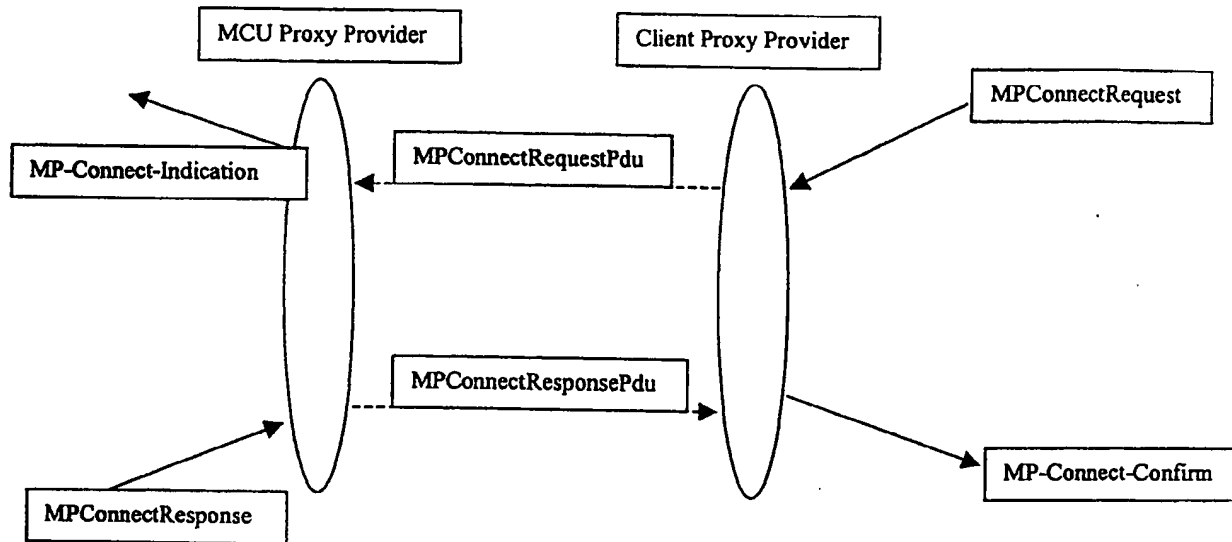 MCU Proxy Provider
Client Proxy Provider
MPConnectRequest
MPConnectRequestPdu
MP-Connect-Indication
MPConnectResponsePdu
MP-Connect-Confirm
MPConnectResponse